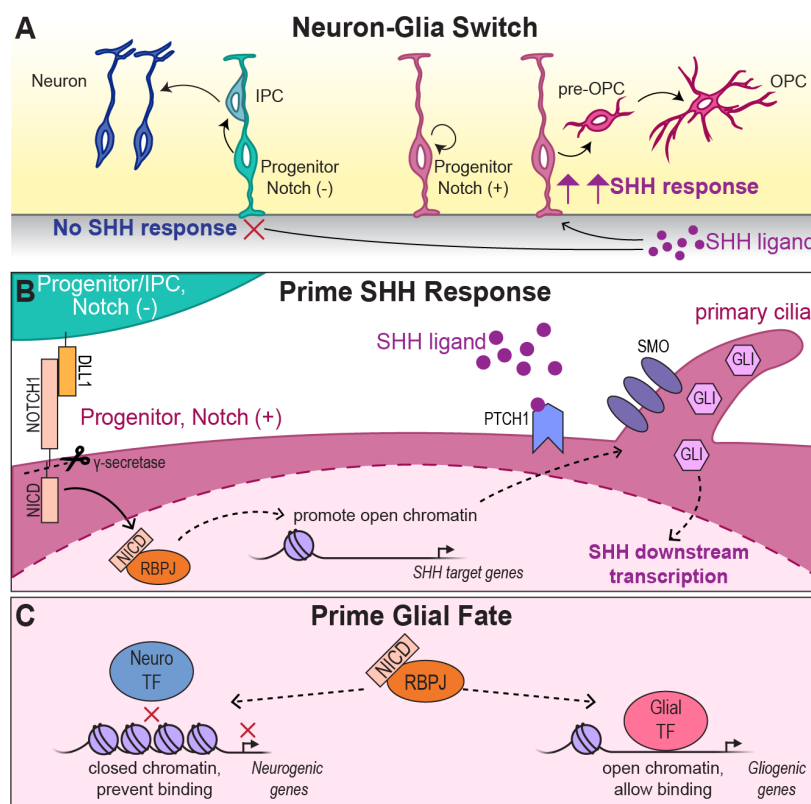 A
Neuron-Glia Switch
Neuron
IPC
Progenitor
Notch (-)
Progenitor
Notch (+)
pre-OPC
OPC
SHH response
No SHH response
SHH ligand
B
Progenitor/IPC,
Notch (-)
Prime SHH Response
primary cilia
SHH ligand
SMO
GLI
GLI
GLI
DLL1
NOTCH1
Progenitor, Notch (+)
PTCH1
γ-secretase
NICD
NICD
RBPJ
promote open chromatin
SHH target genes
SHH downstream
transcription
C
Prime Glial Fate
Neuro
TF
NICD
RBPJ
Glial
TF
closed chromatin,
prevent binding
Neurogenic
genes
open chromatin,
allow binding
Gliogenic
genes